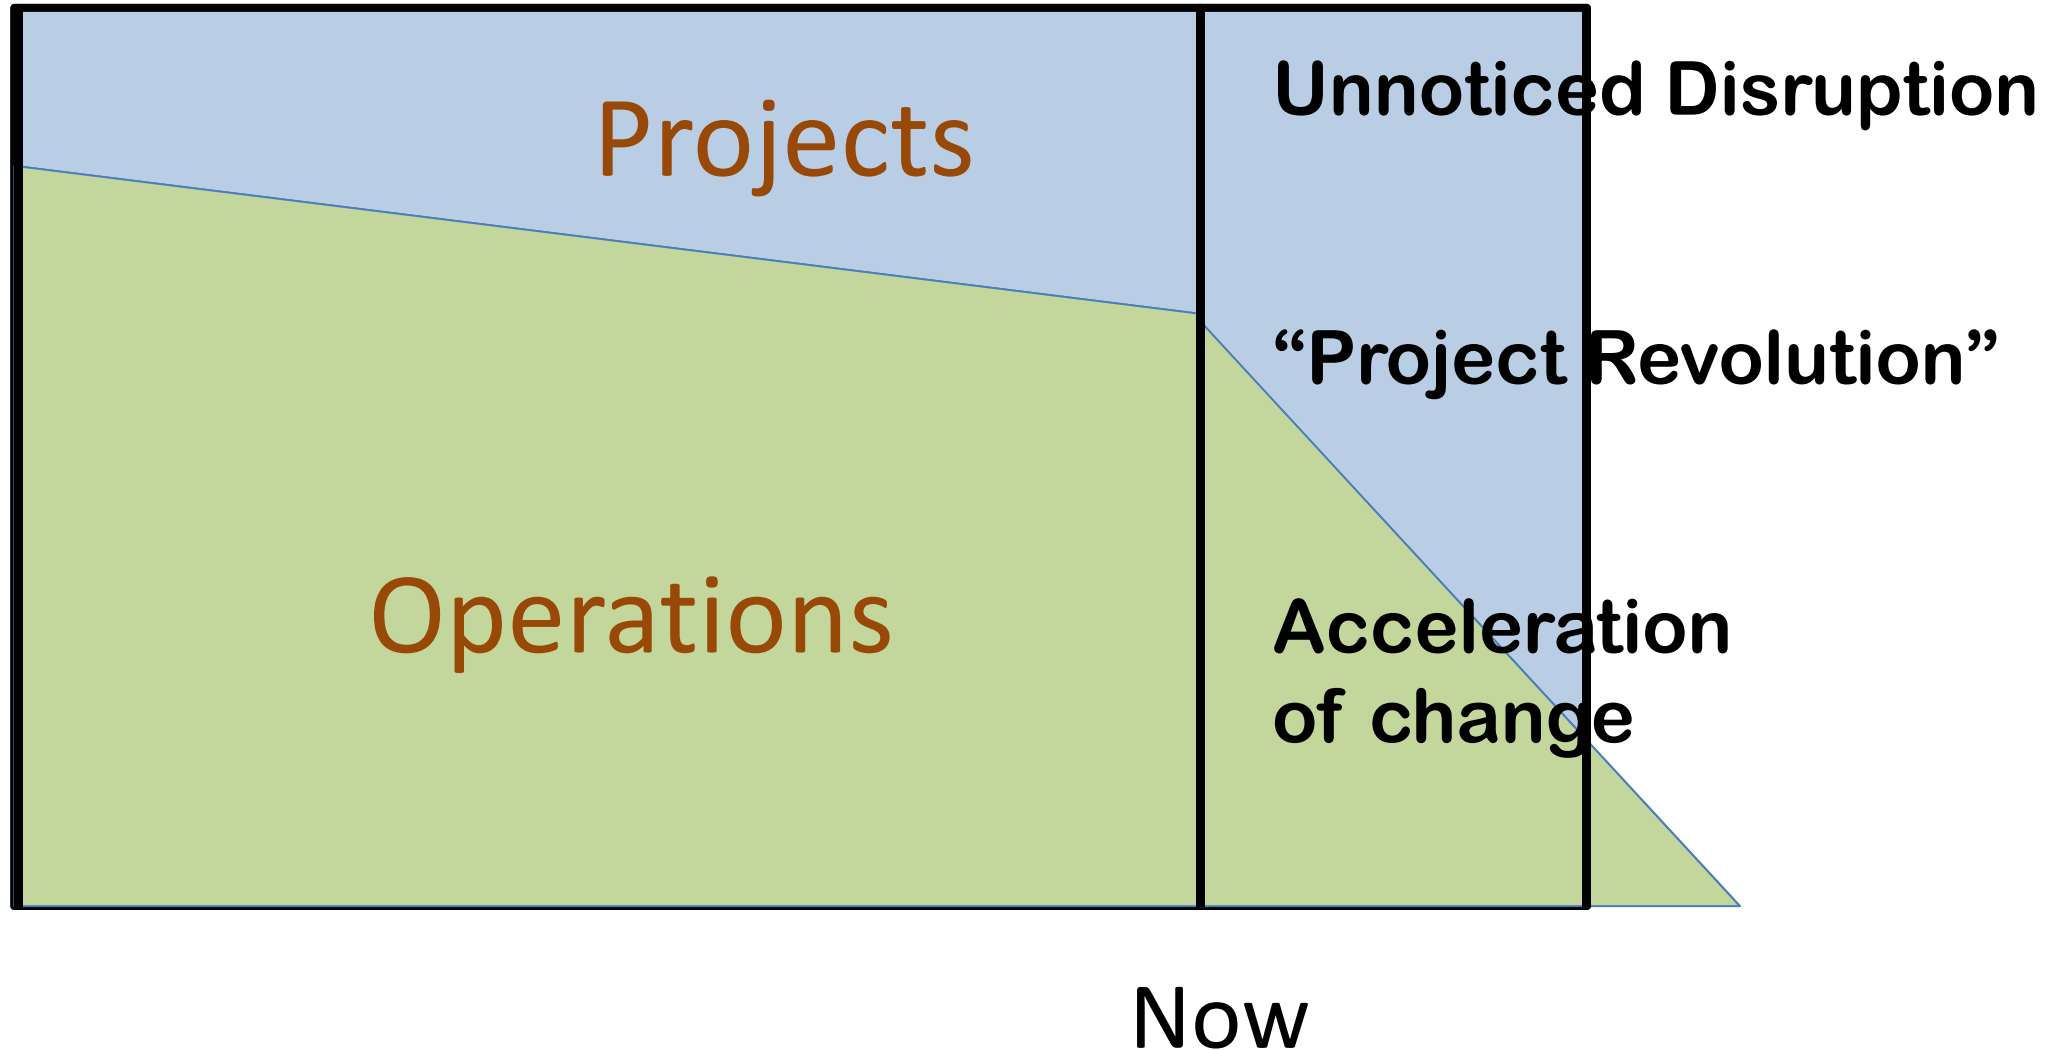 Projects
Unnoticed Disruption
“Project Revolution”
Operations
Acceleration
of change
Now